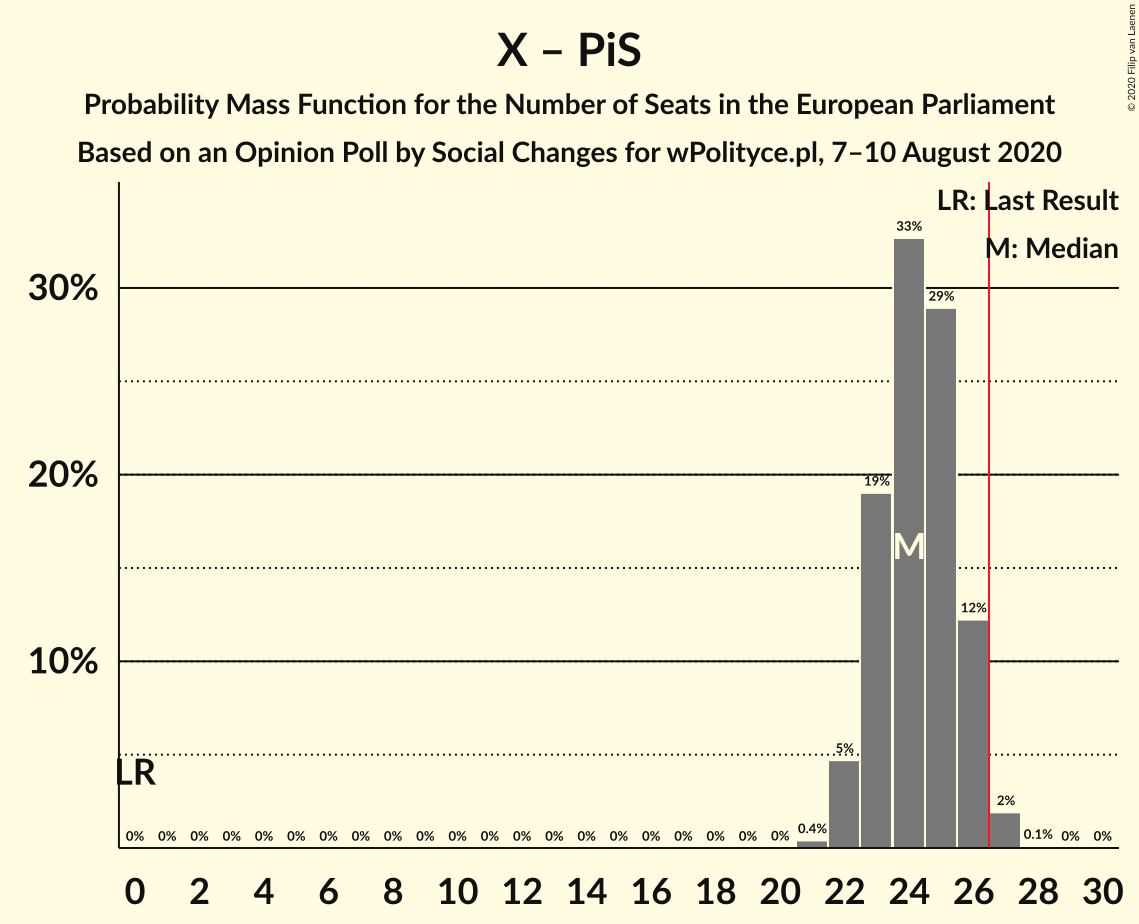 X – PiS
Probability Mass Function for the Number of Seats in the European Parliament
Based on an Opinion Poll by Social Changes for wPolityce.pl, 7–10 August 2020
© 2020 Filip van Laenen
LR: Last Result
M: Median
33%
30%
29%
20%
19%
M
12%
10%
5%
LR
2%
0% 0% 0% 0% 0% 0% 0% 0% 0% 0% 0% 0% 0% 0% 0% 0% 0% 0% 0% 0% 0% 0.4% 0.1% 0% 0%
0 2 4 6 8 10 12 14 16 18 20 22 24 26 28 30